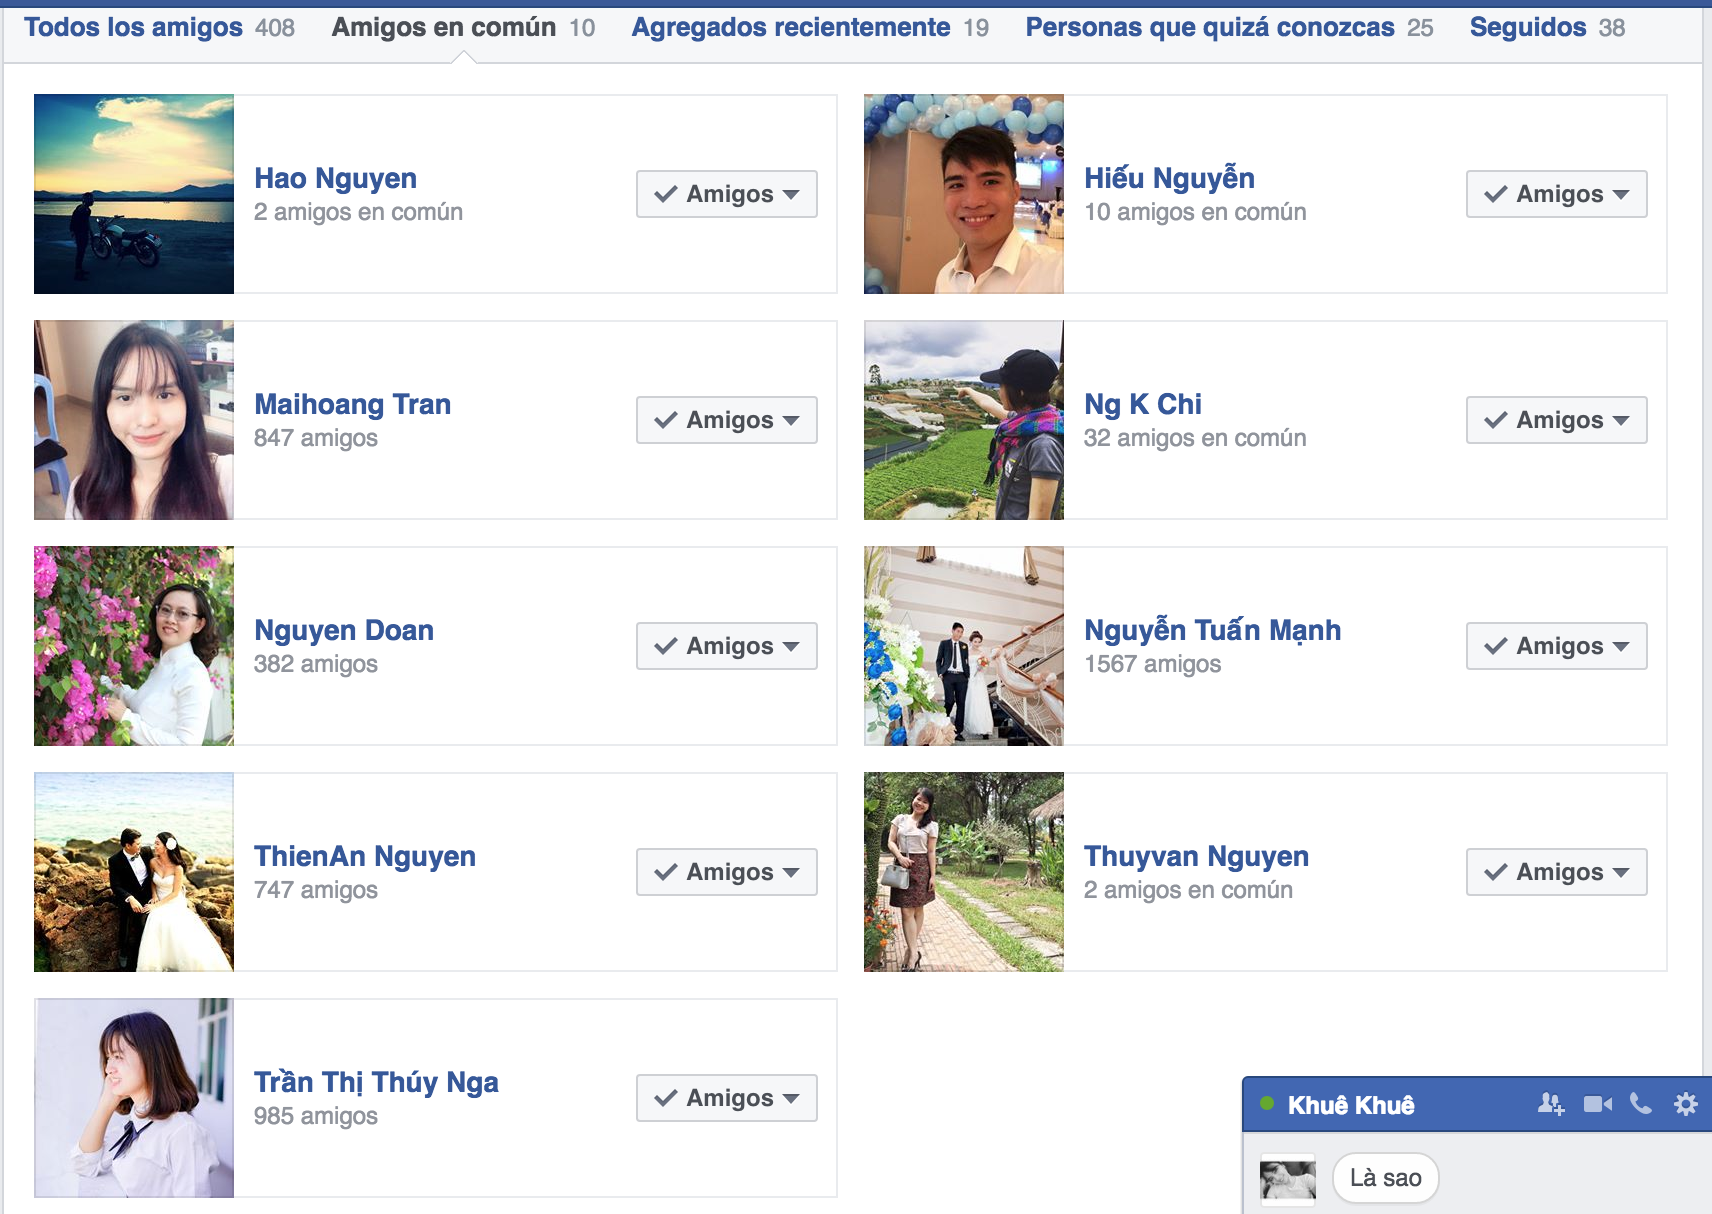 Todos los amigos 408 Amigos en común 10 Agregados recientemente 19 Personas que quizá conozcas 25 Seguidos 38
Hao Nguyen
2 amigos en común
Amigos
Hiếu Nguyễn
10 amigos en común
Amigos
Maihoang Tran
847 amigos
Amigos
Ng K Chi
32 amigos en común
Amigos
Nguyen Doan
382 amigos
Amigos
Nguyễn Tuấn Mạnh
1567 amigos
Amigos
ThienAn Nguyen
747 amigos
Amigos
Thuyvan Nguyen
2 amigos en común
Amigos
Trần Thị Thúy Nga
985 amigos
Amigos
Khuê Khuê
Là sao